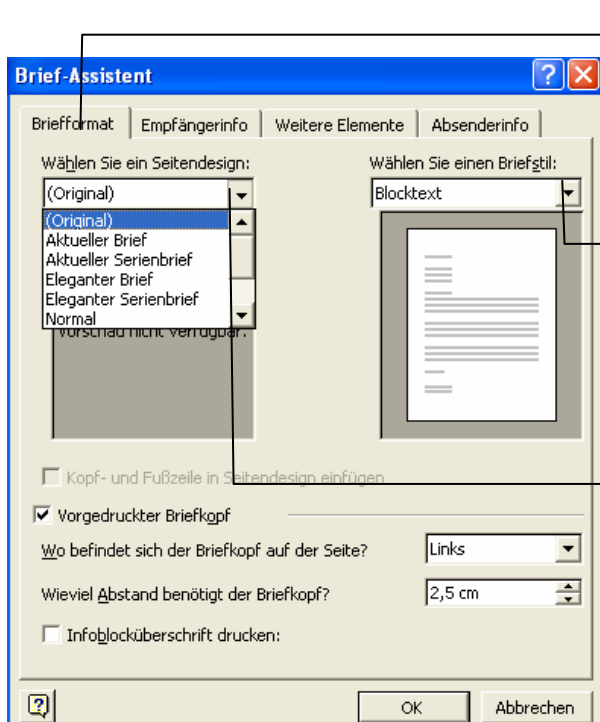 Brief-Assistent
Briefformat Empfängerinfo Weitere Elemente Absenderinfo
Wählen Sie ein Seitendesign: Wählen Sie einen Briefstil:
(Original) Blocktext
(Original)
Aktueller Brief
Aktueller Serienbrief
Eleganter Brief
Eleganter Serienbrief
Normal
Vorschau nicht verfügbar.
Kopf- und Fußzeile in Seitendesign einfügen
Vorgedruckter Briefkopf
Wo befindet sich der Briefkopf auf der Seite? Links
Wieviel Abstand benötigt der Briefkopf? 2,5 cm
Infoblocküberschrift drucken:
OK Abbrechen